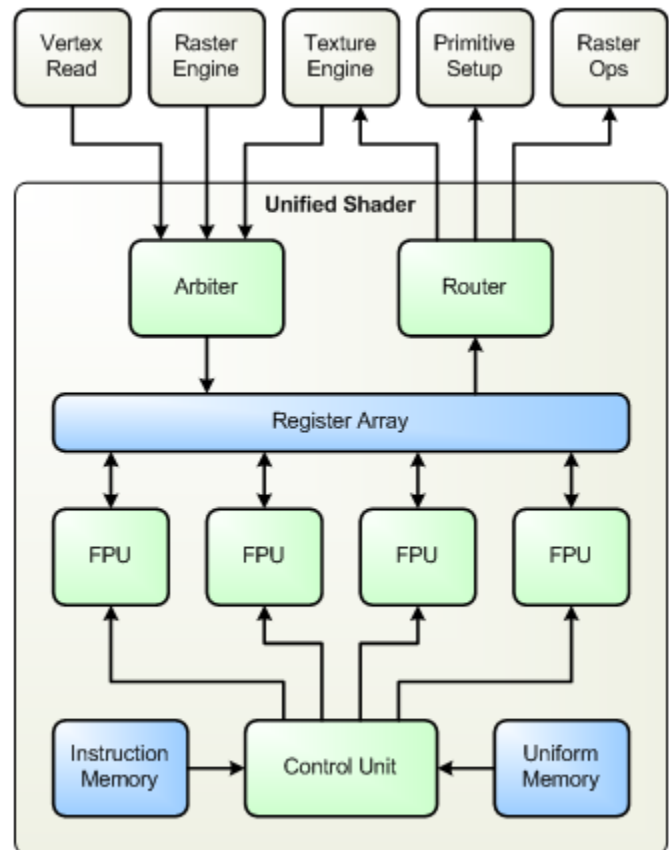 Vertex
Read
Raster
Engine
Texture
Engine
Primitive
Setup
Raster
Ops
Unified Shader
Arbiter
Router
Register Array
FPU
FPU
FPU
FPU
Instruction
Memory
Control Unit
Uniform
Memory